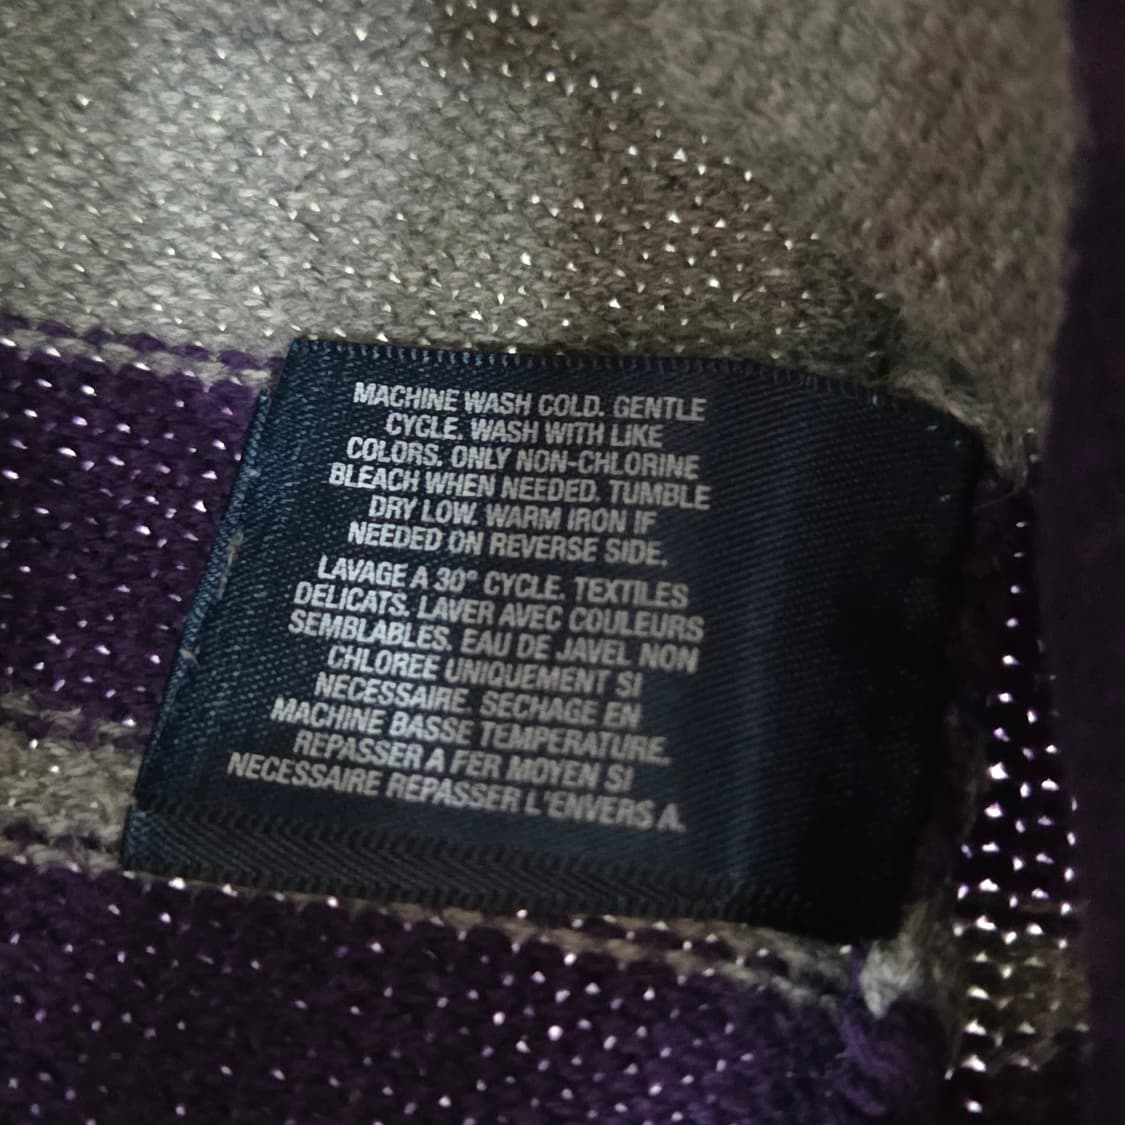 MACHINE WASH COLD. GENTLE
CYCLE. WASH WITH LIKE
COLORS. ONLY NON-CHLORINE
BLEACH WHEN NEEDED. TUMBLE
DRY LOW. WARM IRON IF
NEEDED ON REVERSE SIDE.
LAVAGE A 30° CYCLE. TEXTILES
DELICATS. LAVER AVEC COULEURS
SEMBLABLES. EAU DE JAVEL NON
CHLOREE UNIQUEMENT SI
NECESSAIRE. SECHAGE EN
MACHINE BASSE TEMPERATURE.
REPASSER A FER MOYEN SI
NECESSAIRE REPASSER L'ENVERS A.